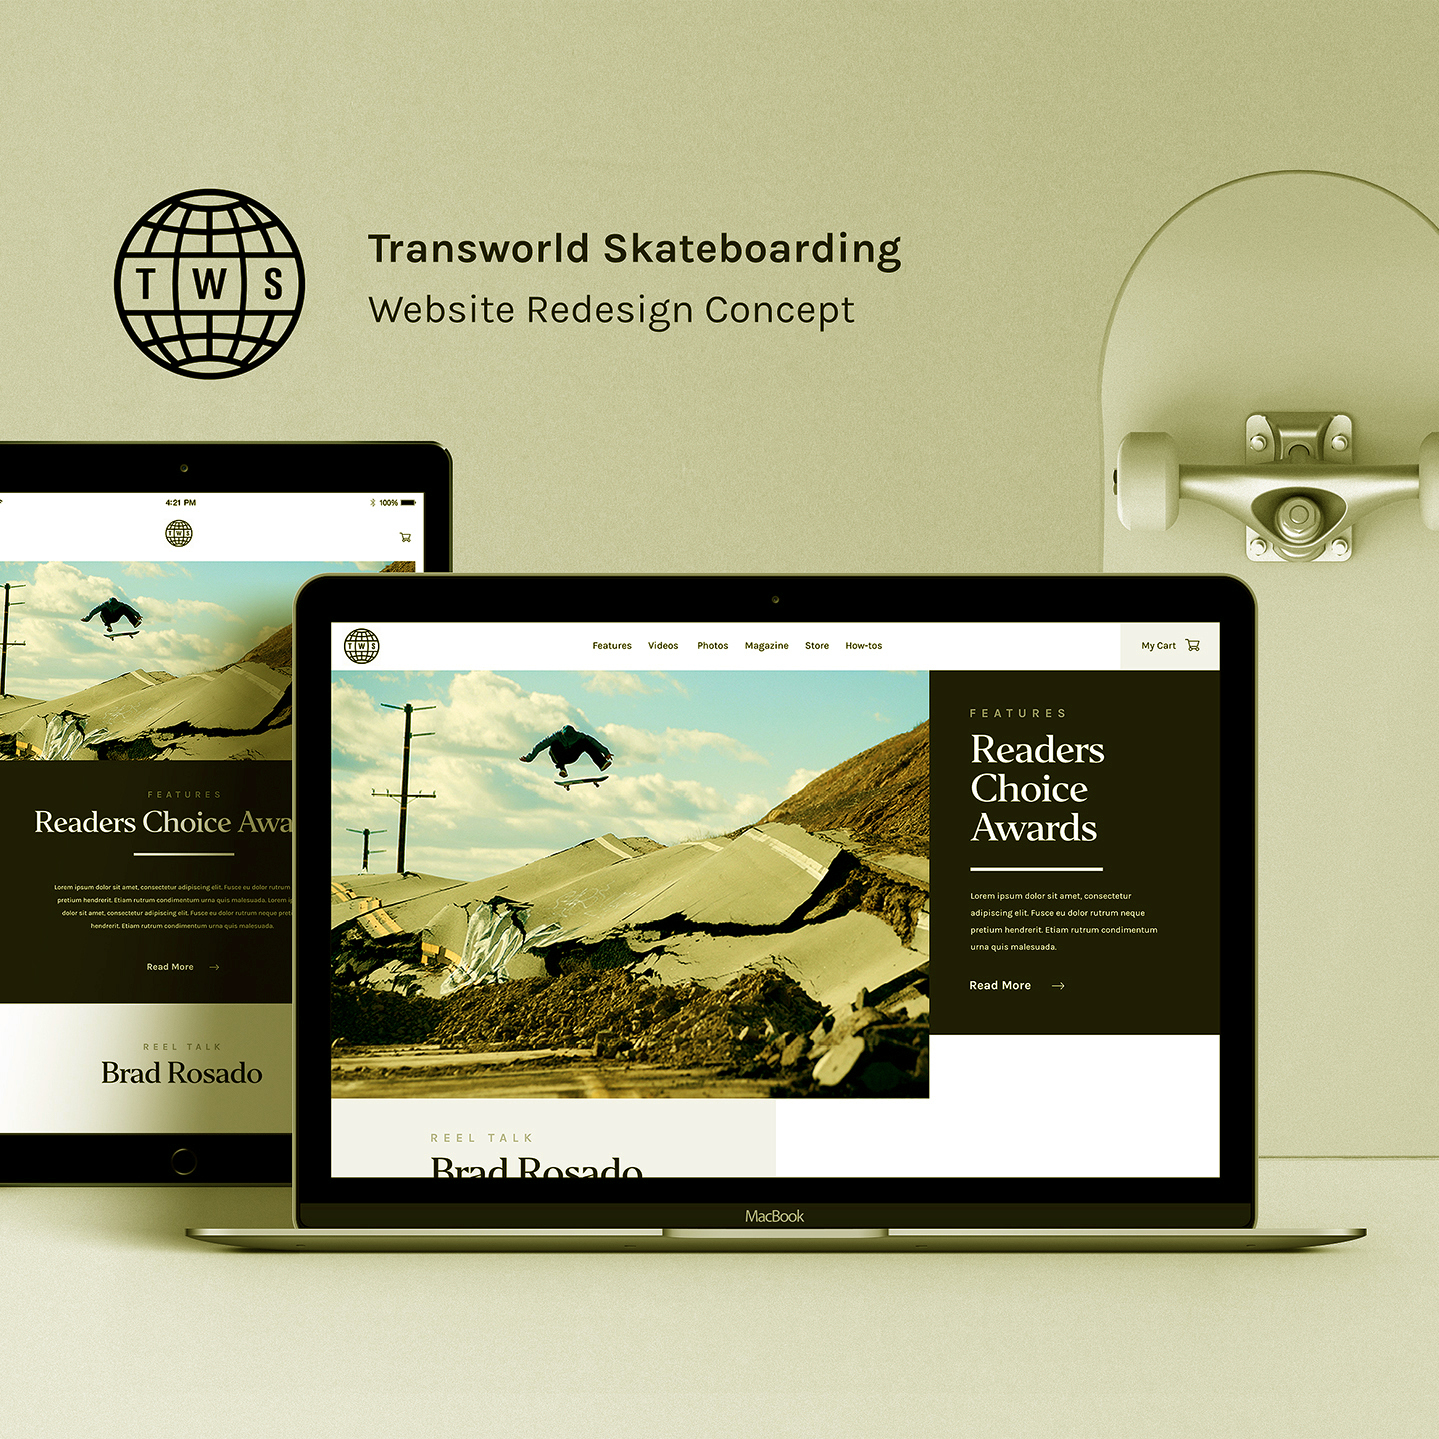 T W S
Transworld Skateboarding
Website Redesign Concept
4:21 PM
100%
T W S
FEATURES
Readers Choice Awa
Lorem ipsum dolor sit amet, consectetur adipiscing elit. Fusce eu dolor rutrum
pretium hendrerit. Etiam rutrum condimentum urna quis malesuada. Lorem
dolor sit amet, consectetur adipiscing elit. Fusce eu dolor rutrum neque
hendrerit. Etiam rutrum condimentum urna quis malesuada.
Read More
REEL TALK
Brad Rosado
T W S
Features Videos Photos Magazine Store How-tos
My Cart
FEATURES
Readers
Choice
Awards
Lorem ipsum dolor sit amet, consectetur
adipiscing elit. Fusce eu dolor rutrum neque
pretium hendrerit. Etiam rutrum condimentum
urna quis malesuada.
Read More
REEL TALK
Brad Rosado
MacBook